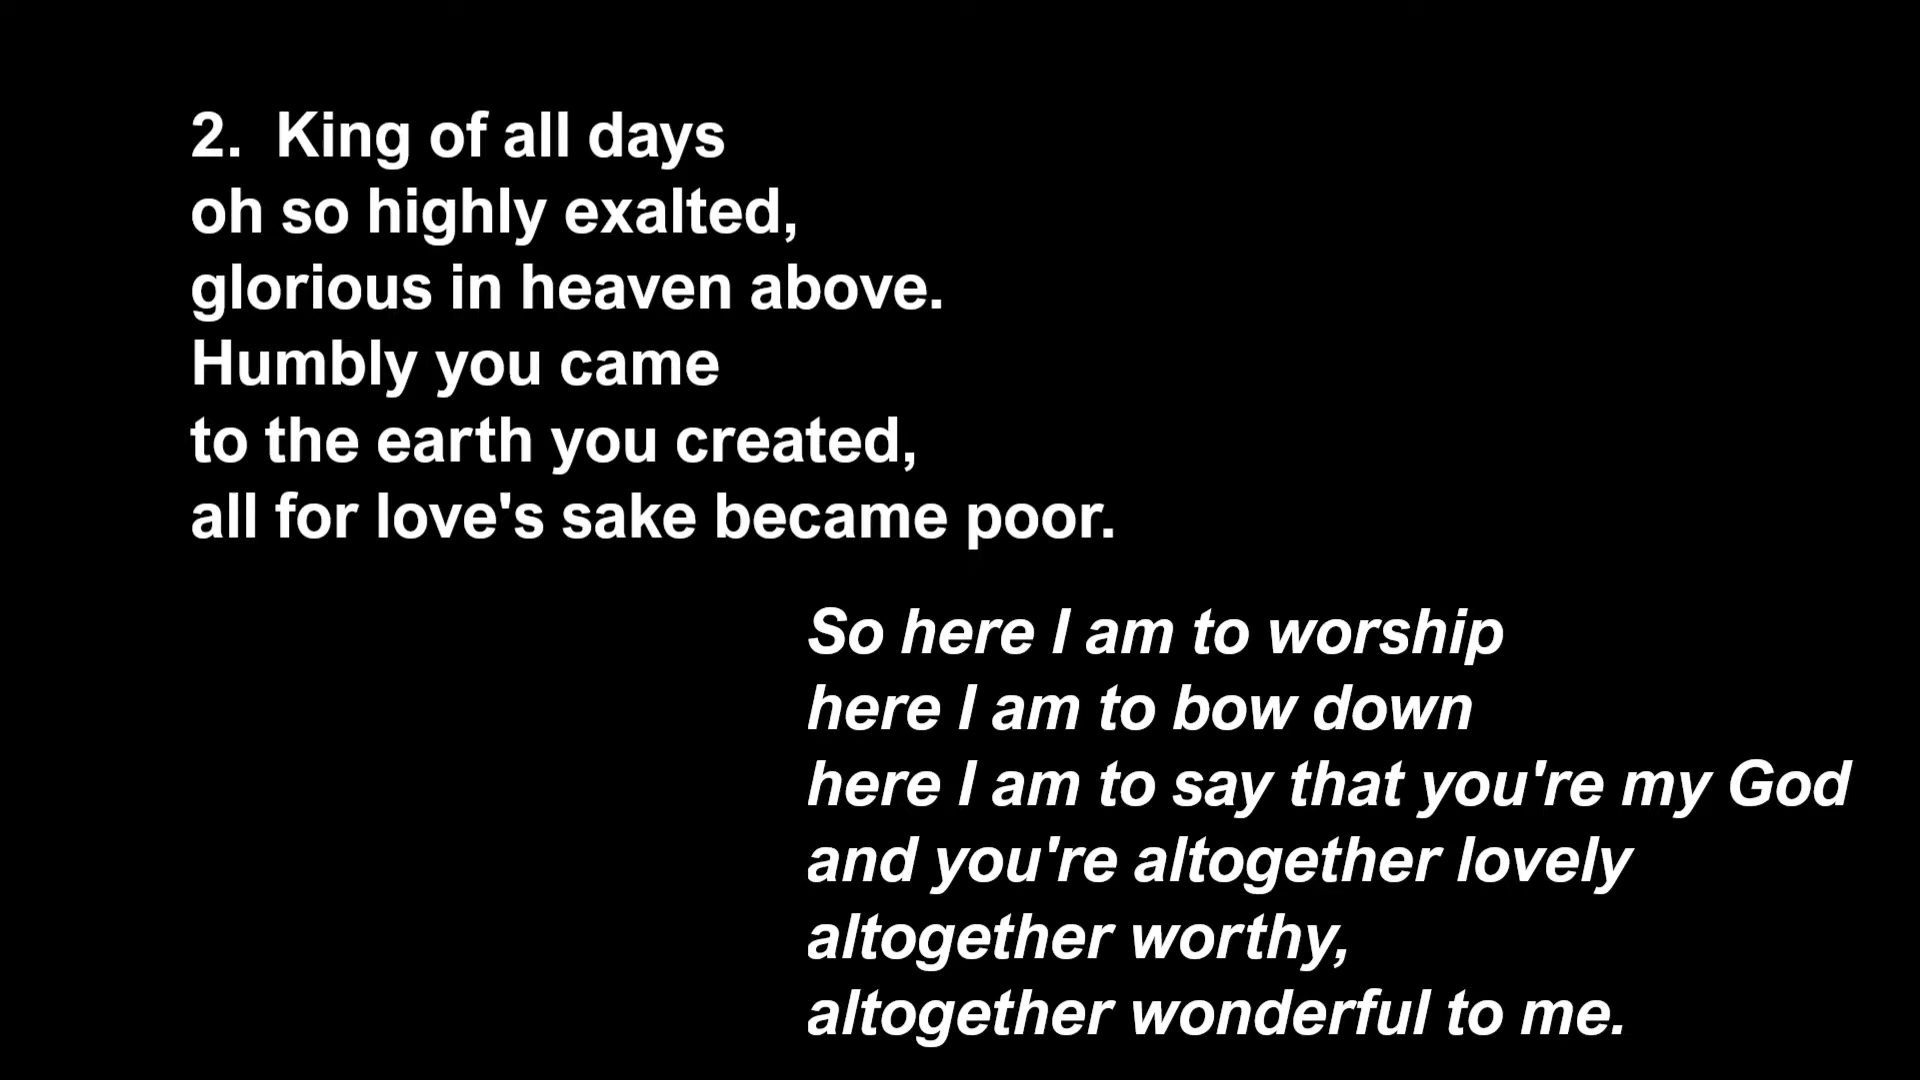 2. King of all days
oh so highly exalted,
glorious in heaven above.
Humbly you came
to the earth you created,
all for love's sake became poor.
So here I am to worship
here I am to bow down
here I am to say that you're my God
and you're altogether lovely
altogether worthy,
altogether wonderful to me.